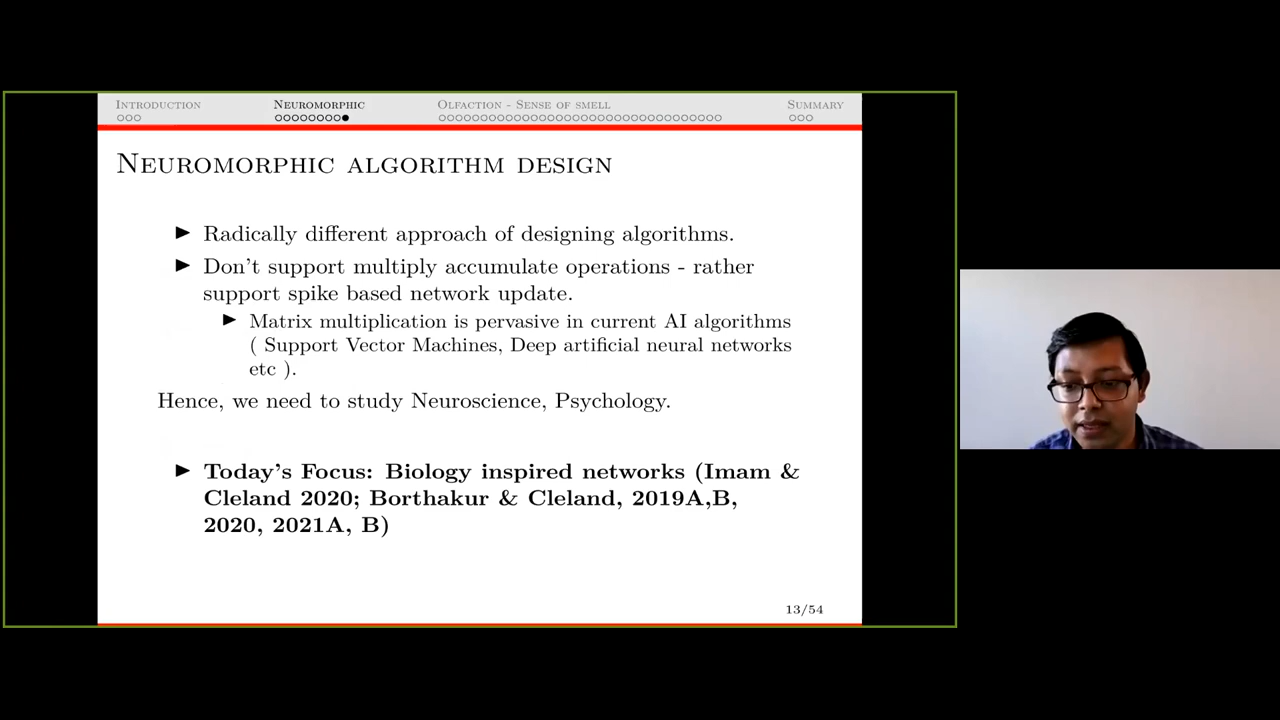 Introduction Neuromorphic Olfaction - Sense of smell Summary
Neuromorphic algorithm design
▶ Radically different approach of designing algorithms.
▶ Don't support multiply accumulate operations - rather
support spike based network update.
▶ Matrix multiplication is pervasive in current AI algorithms
( Support Vector Machines, Deep artificial neural networks
etc ).
Hence, we need to study Neuroscience, Psychology.
▶ Today's Focus: Biology inspired networks (Imam &
Cleland 2020; Borthakur & Cleland, 2019A,B,
2020, 2021A, B)
13/54